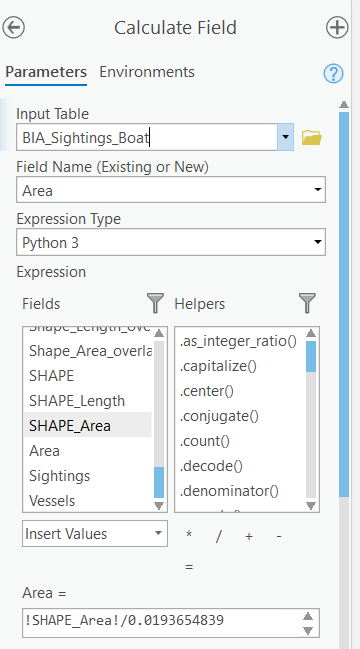 Calculate Field
Parameters Environments
?
Input Table
BIA_Sightings_Boat
Field Name (Existing or New)
Area
Expression Type
Python 3
Expression
Fields
Helpers
Shape_Length_ove
Shape_Area_overla
SHAPE
SHAPE_Length
SHAPE_Area
Area
Sightings
Vessels
.as_integer_ratio()
.capitalize()
.center()
.conjugate()
.count()
.decode()
.denominator()
Insert Values
* / + -
=
Area =
!SHAPE_Area!/0.0193654839